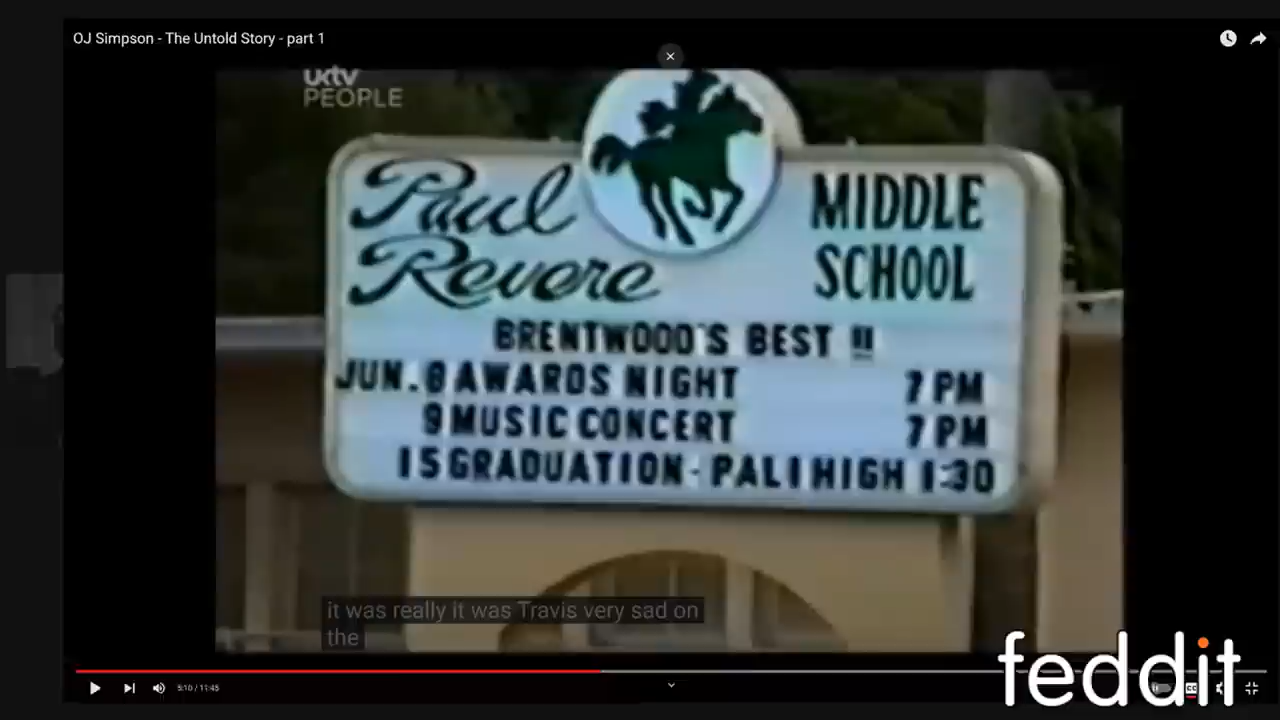 OJ Simpson - The Untold Story - part 1
uktv
PEOPLE
Paul
Revere
MIDDLE
SCHOOL
BRENTWOOD'S BEST !!
JUN. 8 AWARDS NIGHT 7 PM
9 MUSIC CONCERT 7 PM
15 GRADUATION - PALI HIGH 1:30
it was really it was Travis very sad on
the
feddit
5:10 / 11:45